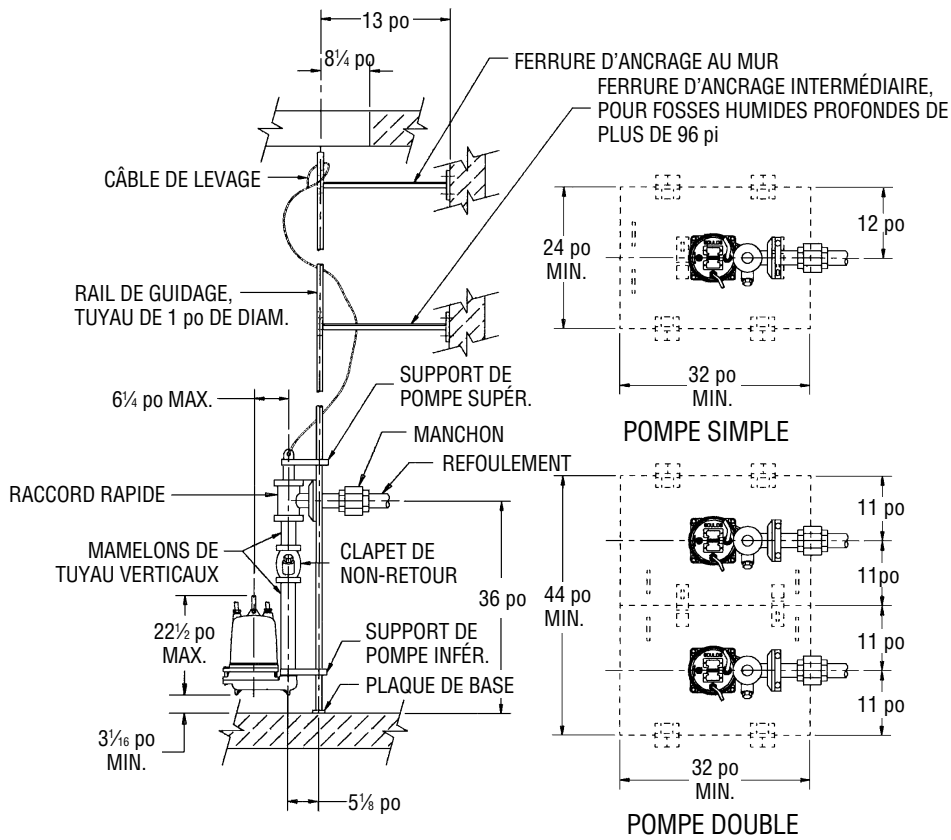 13 po
8¼ po
FERRURE D'ANCRAGE AU MUR
FERRURE D'ANCRAGE INTERMÉDIAIRE,
POUR FOSSES HUMIDES PROFONDES DE
PLUS DE 96 pi
CÂBLE DE LEVAGE
RAIL DE GUIDAGE,
TUYAU DE 1 po DE DIAM.
6¼ po MAX.
SUPPORT DE
POMPE SUPÉR.
MANCHON
REFOULEMENT
RACCORD RAPIDE
MAMELONS DE
TUYAU VERTICAUX
CLAPET DE
NON-RETOUR
36 po
22½ po
MAX.
SUPPORT DE
POMPE INFÉR.
PLAQUE DE BASE
31⁄16 po
MIN.
5⅛ po
24 po
MIN.
12 po
GOULDS
32 po
MIN.
POMPE SIMPLE
11 po
11po
44 po
MIN.
11 po
11 po
GOULDS
GOULDS
32 po
MIN.
POMPE DOUBLE